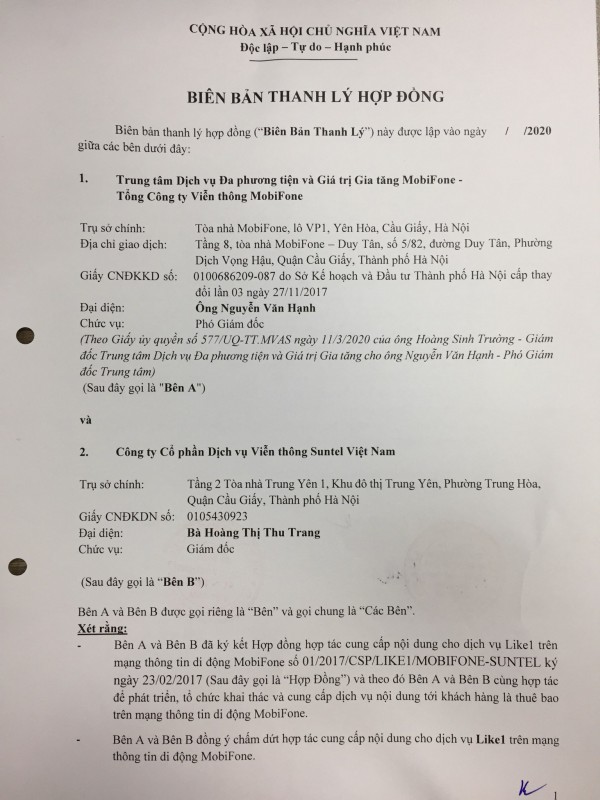 CỘNG HÒA XÃ HỘI CHỦ NGHĨA VIỆT NAM
Độc lập – Tự do – Hạnh phúc
BIÊN BẢN THANH LÝ HỢP ĐỒNG
Biên bản thanh lý hợp đồng (“Biên Bản Thanh Lý”) này được lập vào ngày / /2020
giữa các bên dưới đây:
1. Trung tâm Dịch vụ Đa phương tiện và Giá trị Gia tăng MobiFone -
Tổng Công ty Viễn thông MobiFone
Trụ sở chính: Tòa nhà MobiFone, lô VP1, Yên Hòa, Cầu Giấy, Hà Nội
Địa chỉ giao dịch: Tầng 8, tòa nhà MobiFone – Duy Tân, số 5/82, đường Duy Tân, Phường
Dịch Vọng Hậu, Quận Cầu Giấy, Thành phố Hà Nội
Giấy CNĐKKD số: 0100686209-087 do Sở Kế hoạch và Đầu tư Thành phố Hà Nội cấp thay
đổi lần 03 ngày 27/11/2017
Đại diện: Ông Nguyễn Văn Hạnh
Chức vụ: Phó Giám đốc
(Theo Giấy ủy quyền số 577/UQ-TT.MVAS ngày 11/3/2020 của ông Hoàng Sinh Trường - Giám
đốc Trung tâm Dịch vụ Đa phương tiện và Giá trị Gia tăng cho ông Nguyễn Văn Hạnh - Phó Giám
đốc Trung tâm)
(Sau đây gọi là "Bên A")
và
2. Công ty Cổ phần Dịch vụ Viễn thông Suntel Việt Nam
Trụ sở chính: Tầng 2 Tòa nhà Trung Yên 1, Khu đô thị Trung Yên, Phường Trung Hòa,
Quận Cầu Giấy, Thành phố Hà Nội
Giấy CNĐKDN số: 0105430923
Đại diện: Bà Hoàng Thị Thu Trang
Chức vụ: Giám đốc
(Sau đây gọi là “Bên B”)
Bên A và Bên B được gọi riêng là “Bên” và gọi chung là “Các Bên”.
Xét rằng:
- Bên A và Bên B đã ký kết Hợp đồng hợp tác cung cấp nội dung cho dịch vụ Like1 trên
mạng thông tin di động MobiFone số 01/2017/CSP/LIKE1/MOBIFONE-SUNTEL ký
ngày 23/02/2017 (Sau đây gọi là “Hợp Đồng”) và theo đó Bên A và Bên B cùng hợp tác
để phát triển, tổ chức khai thác và cung cấp dịch vụ nội dung tới khách hàng là thuê bao
trên mạng thông tin di động MobiFone.
- Bên A và Bên B đồng ý chấm dứt hợp tác cung cấp nội dung cho dịch vụ Like1 trên mạng
thông tin di động MobiFone.
1